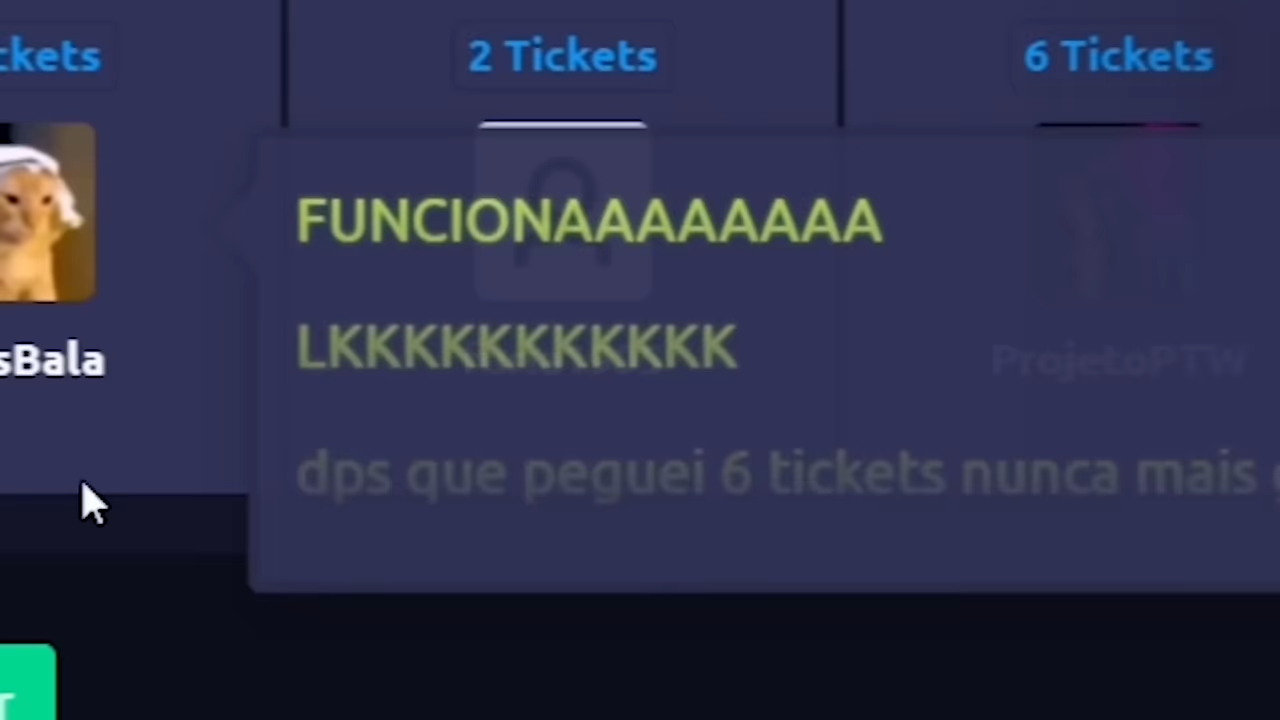 ckets
2 Tickets
6 Tickets
FUNCIONAAAAAAAA
LKKKKKKKKKKK
sBala
ProjetoPTW
dps que peguei 6 tickets nunca mais
T